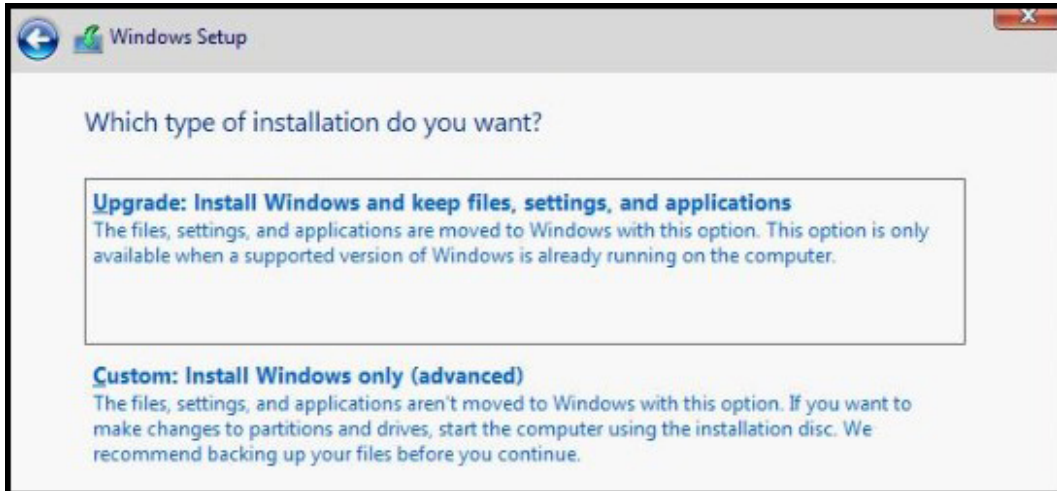 Windows Setup
Which type of installation do you want?
Upgrade: Install Windows and keep files, settings, and applications
The files, settings, and applications are moved to Windows with this option. This option is only
available when a supported version of Windows is already running on the computer.
Custom: Install Windows only (advanced)
The files, settings, and applications aren't moved to Windows with this option. If you want to
make changes to partitions and drives, start the computer using the installation disc. We
recommend backing up your files before you continue.